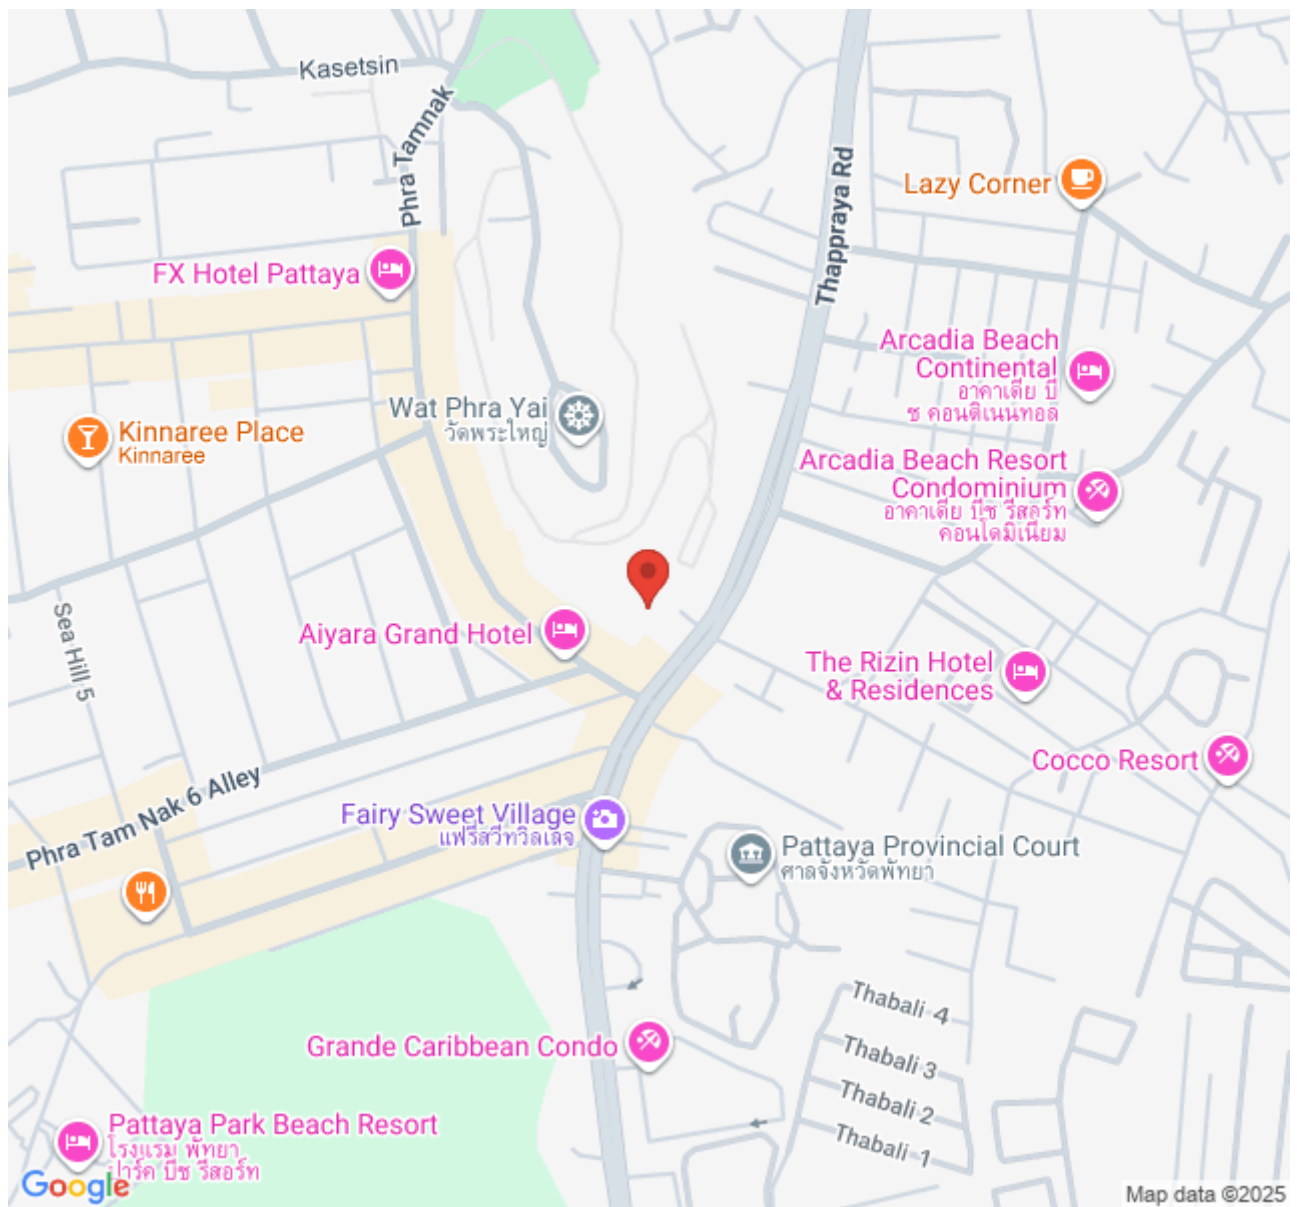 Kasetsin
Phra Tamnak
Thappraya Rd
Lazy Corner
FX Hotel Pattaya
Arcadia Beach
Continental
อาคาเดีย บี
ช คอนติเนนทอล
Wat Phra Yai
วัดพระใหญ่
Kinnaree Place
Kinnaree
Arcadia Beach Resort
Condominium
อาคาเดีย บีช รีสอร์ท
คอนโดมิเนียม
Sea Hill 5
Aiyara Grand Hotel
The Rizin Hotel
& Residences
Cocco Resort
Phra Tam Nak 6 Alley
Fairy Sweet Village
แฟรี่สวีทวิลเลจ
Pattaya Provincial Court
ศาลจังหวัดพัทยา
Thabali 4
Grande Caribbean Condo
Thabali 3
Thabali 2
Thabali 1
Pattaya Park Beach Resort
โรงแรม พัทยา
ปาร์ค บีช รีสอร์ท
Google
Map data ©2025